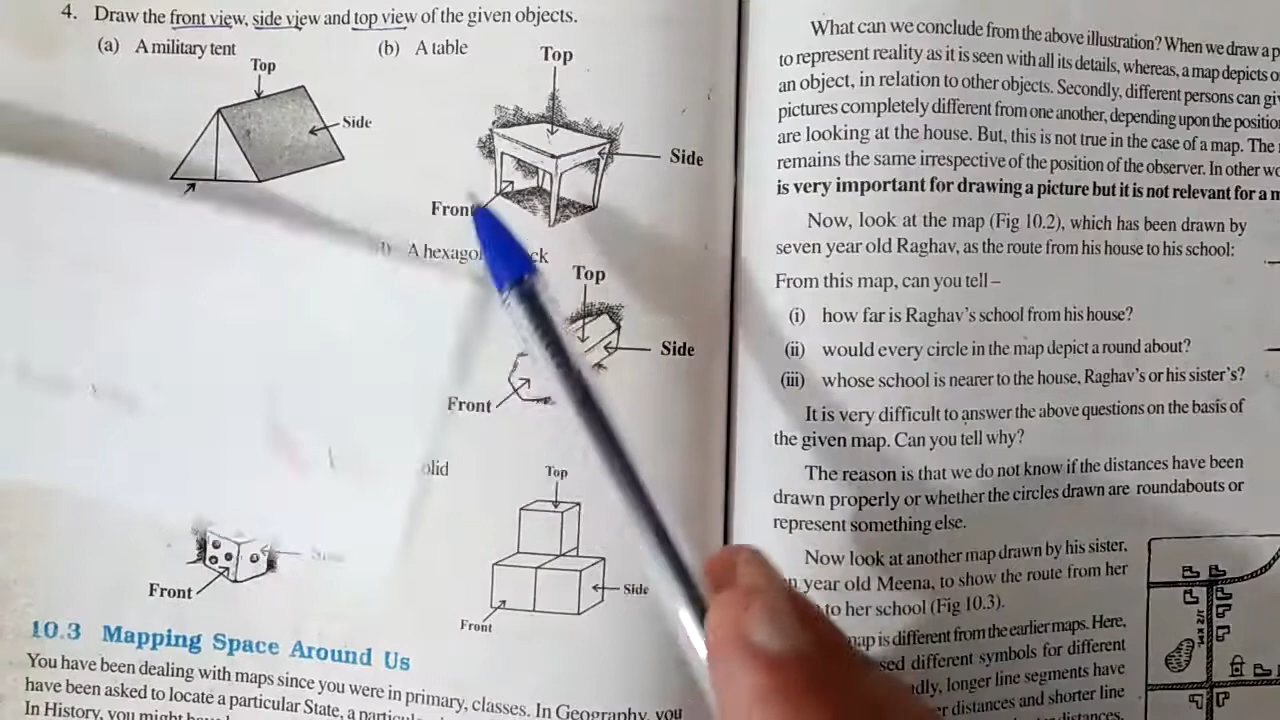 4. Draw the front view, side view and top view of the given objects.
(a) A military tent
(b) A table
Top
Side
Top
Side
Front
A
Top
Side
Front
Top
Side
Front
Front
10.3 Mapping Space Around Us
You have been dealing with maps since you were in primary, classes. In Geography, you
have been asked to locate a particular State, a
In History, you
What can we conclude from the above illustration? When we draw a
to represent reality as it is seen with all its details, whereas, a map depicts
an object, in relation to other objects. Secondly, different persons can
pictures completely different from one another, depending upon the
are looking at the house. But, this is not true in the case of a map. The
remains the same irrespective of the position of the observer. In other
is very important for drawing a picture but it is not relevant for a
Now, look at the map (Fig 10.2), which has been drawn by
seven year old Raghav, as the route from his house to his school:
From this map, can you tell –
(i) how far is Raghav's school from his house?
(ii) would every circle in the map depict a round about?
(iii) whose school is nearer to the house, Raghav's or his sister's?
It is very difficult to answer the above questions on the basis of
the given map. Can you tell why?
The reason is that we do not know if the distances have been
drawn properly or whether the circles drawn are roundabouts or
represent something else.
Now look at another map drawn by his sister,
year old Meena, to show the route from her
to her school (Fig 10.3).
map is different from the earlier maps. Here,
different symbols for different
longer line segments have
distances and shorter line
distances.
1/2 KM.